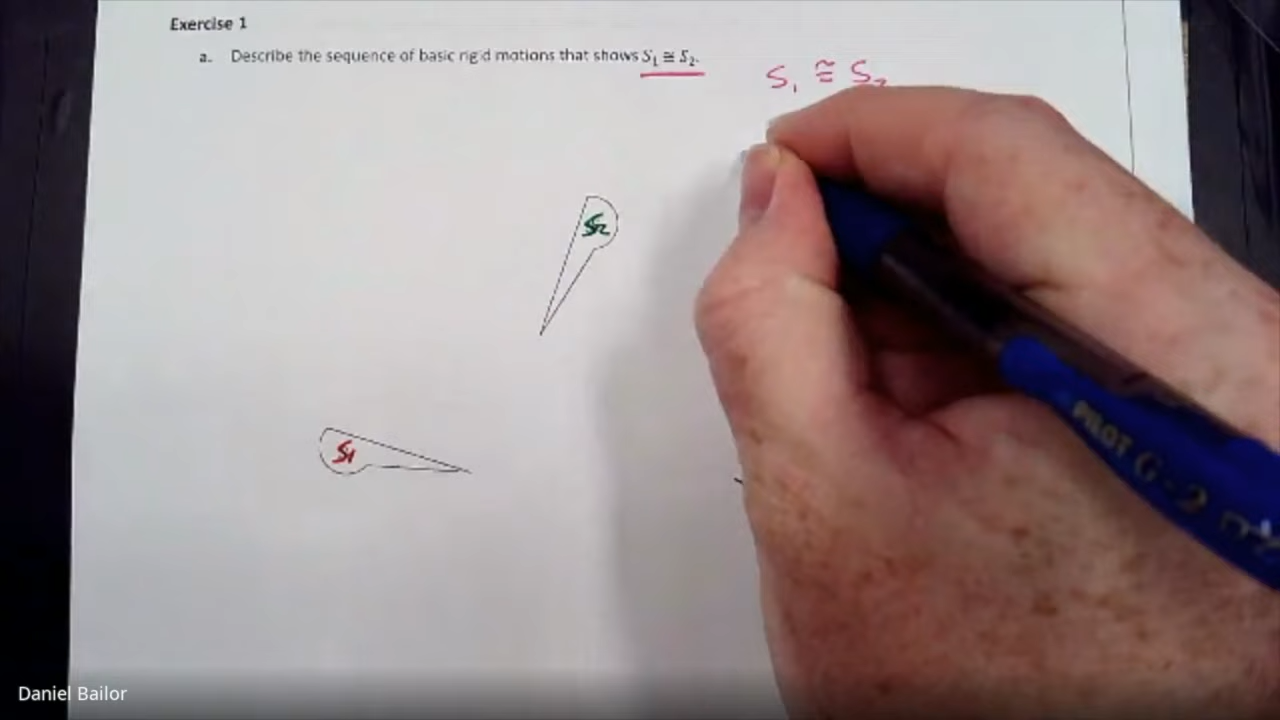 Exercise 1
a. Describe the sequence of basic rigid motions that shows S₁ ≅ S₂.
S₁ ≅ S₂
S₂
S₁
PILOT G-2
Daniel Bailor